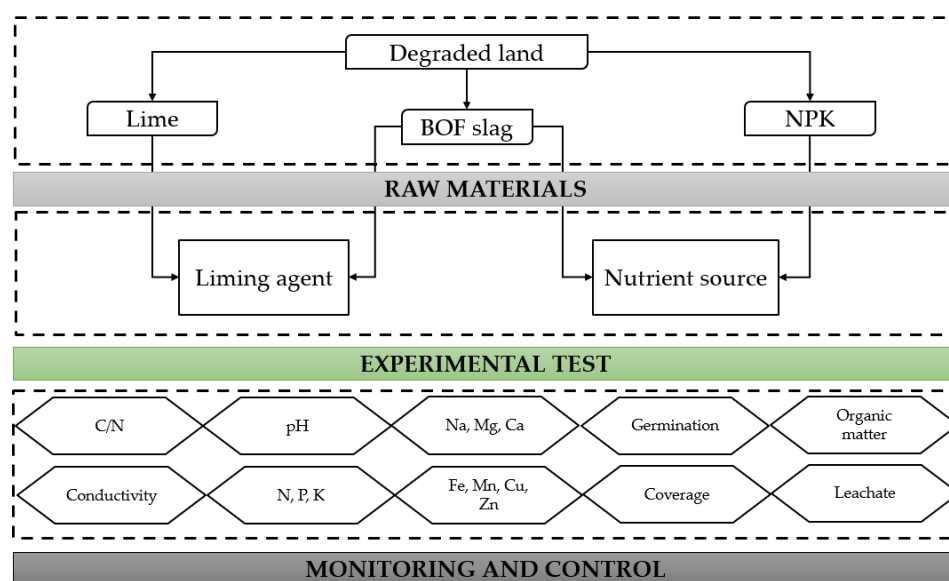 Degraded land
Lime
BOF slag
NPK
RAW MATERIALS
Liming agent
Nutrient source
EXPERIMENTAL TEST
C/N
pH
Na, Mg, Ca
Germination
Organic
matter
Conductivity
N, P, K
Fe, Mn, Cu,
Zn
Coverage
Leachate
MONITORING AND CONTROL